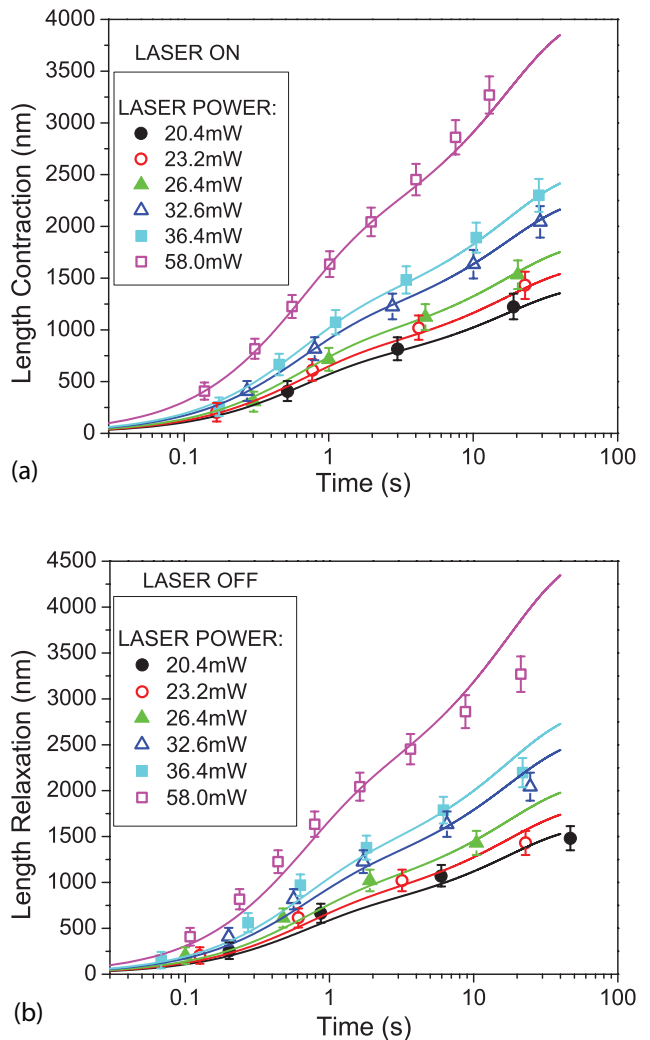 4000
3500
3000
2500
2000
1500
1000
500
0
Length Contraction (nm)
LASER ON
LASER POWER:
20.4mW
23.2mW
26.4mW
32.6mW
36.4mW
58.0mW
0.1 1 10 100
Time (s)
(a)
4500
4000
3500
3000
2500
2000
1500
1000
500
0
Length Relaxation (nm)
LASER OFF
LASER POWER:
20.4mW
23.2mW
26.4mW
32.6mW
36.4mW
58.0mW
0.1 1 10 100
Time (s)
(b)